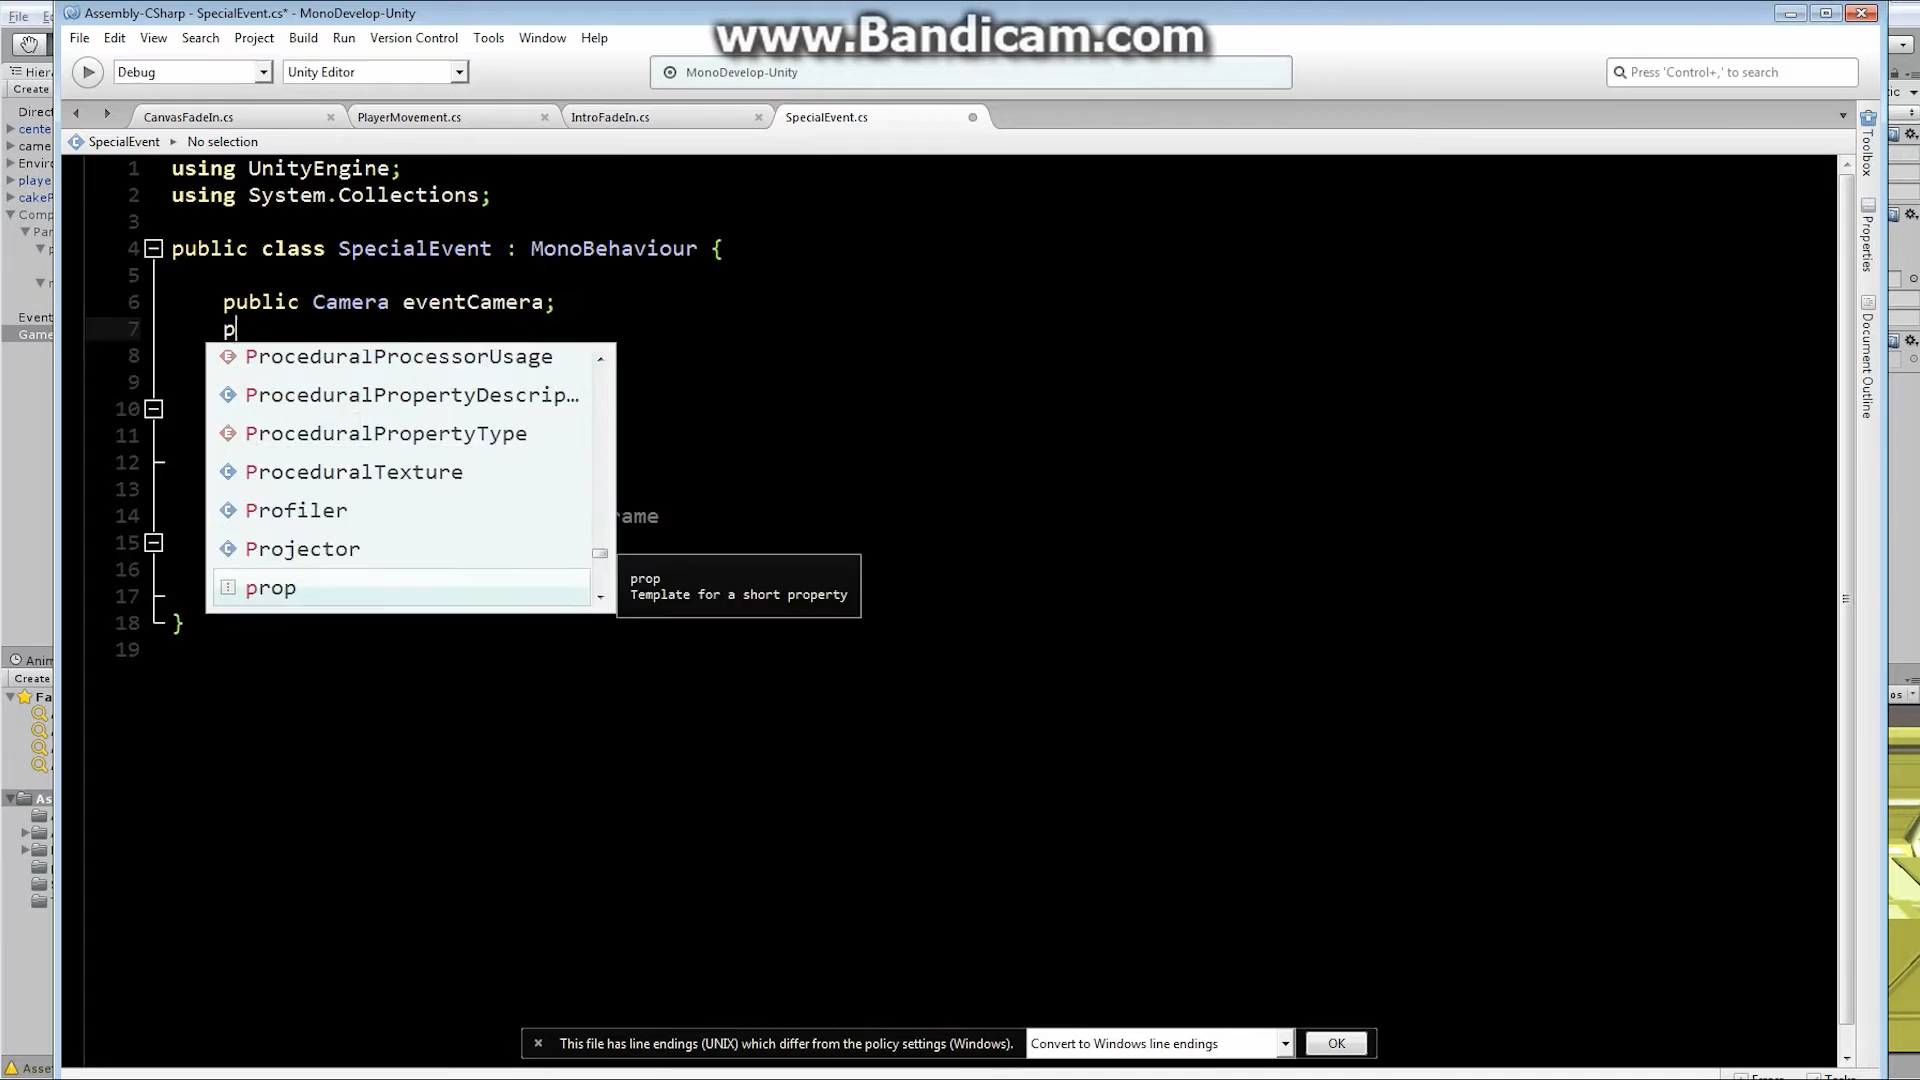 Assembly-CSharp - SpecialEvent.cs* - MonoDevelop-Unity
www.Bandicam.com
File Edit View Search Project Build Run Version Control Tools Window Help
Debug Unity Editor MonoDevelop-Unity Press 'Control+,' to search
CanvasFadeIn.cs PlayerMovement.cs IntroFadeIn.cs SpecialEvent.cs
SpecialEvent No selection
1 using UnityEngine;
2 using System.Collections;
3
4 public class SpecialEvent : MonoBehaviour {
5
6 public Camera eventCamera;
7 p
8
9
10
11
12
13
14 rame
15
16
17
18 }
19
ProceduralProcessorUsage
ProceduralPropertyDescrip...
ProceduralPropertyType
ProceduralTexture
Profiler
Projector
prop
prop
Template for a short property
This file has line endings (UNIX) which differ from the policy settings (Windows). Convert to Windows line endings OK
Toolbox
Properties
Document Outline
File
Hier
Create
Direct
cente
came
Enviro
playe
cakeP
Comp
Par
Event
Game
Anim
Create
Fa
As
Asse